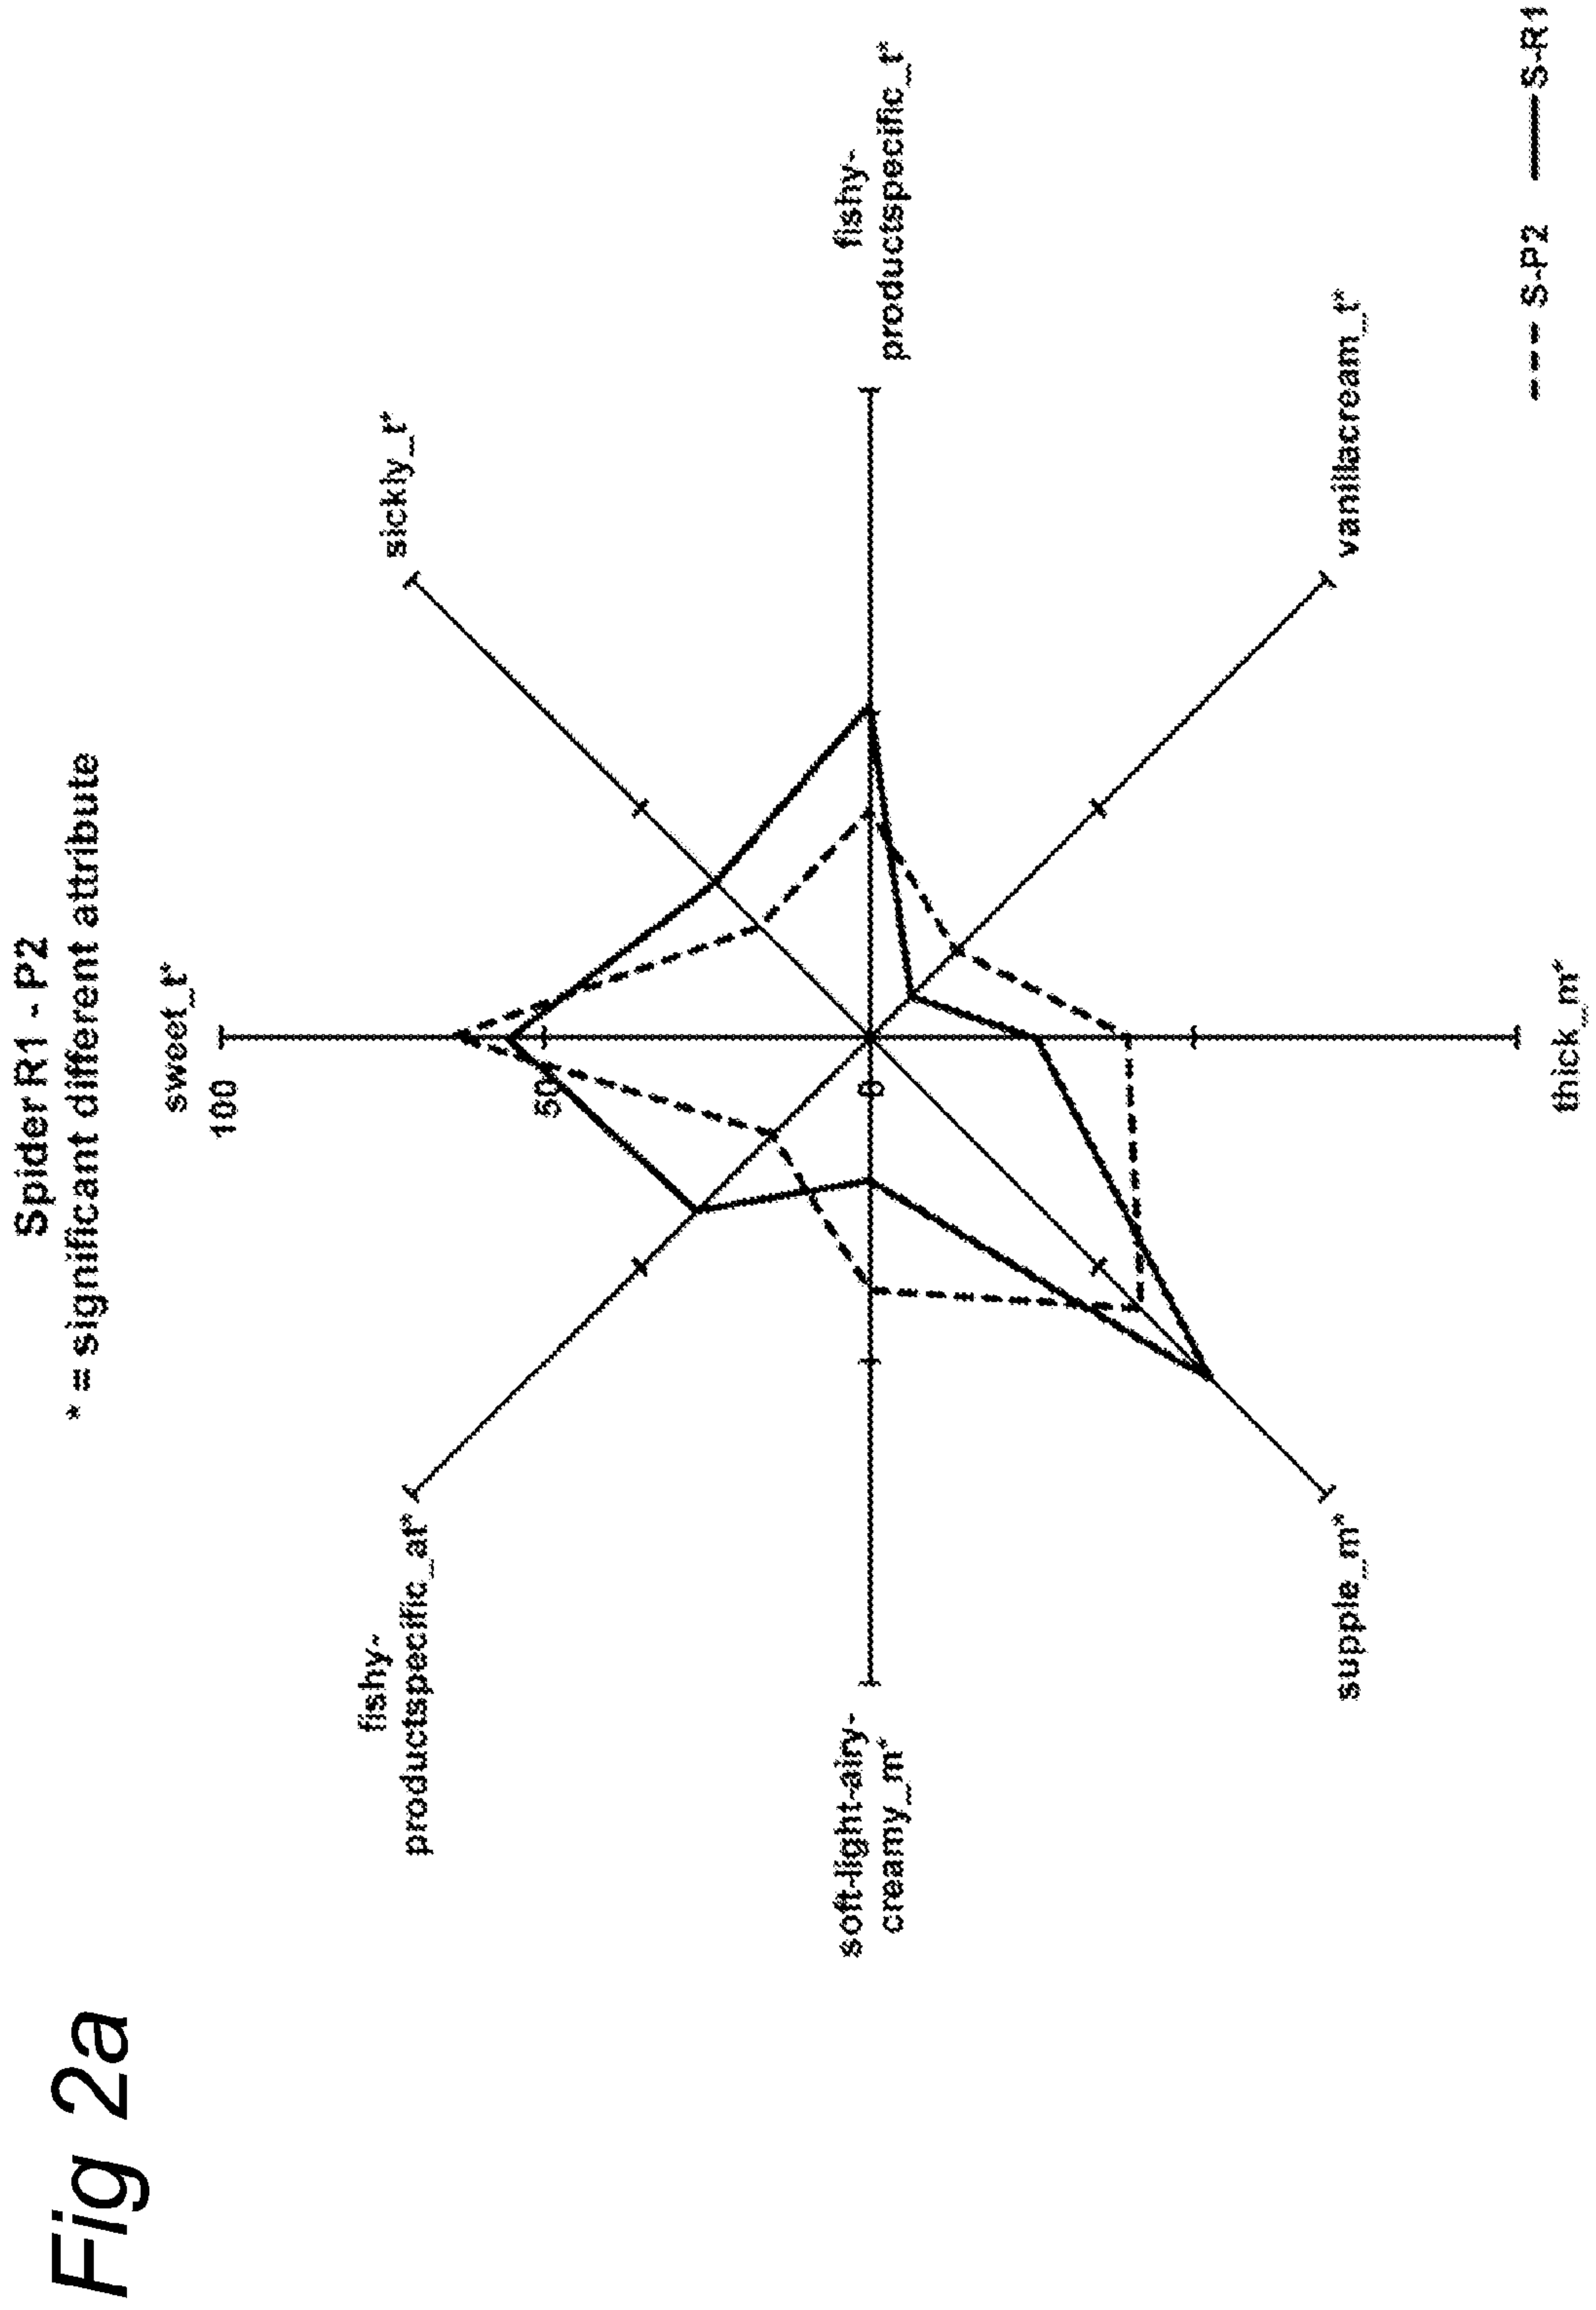 Fig 2a
Spider R1 - P2
* = significant different attribute
sweet_t*
100
50
0
sickly_t*
fishy-
productspecific_t*
vanillacream_t*
thick_m*
supple_m*
soft-light-airy-
creamy_m*
fishy-
productspecific_at*
S-P2
S-R1